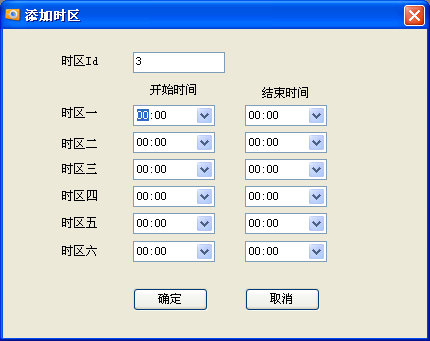 添加时区
时区Id 3
开始时间 结束时间
时区一 00:00 00:00
时区二 00:00 00:00
时区三 00:00 00:00
时区四 00:00 00:00
时区五 00:00 00:00
时区六 00:00 00:00
确定 取消